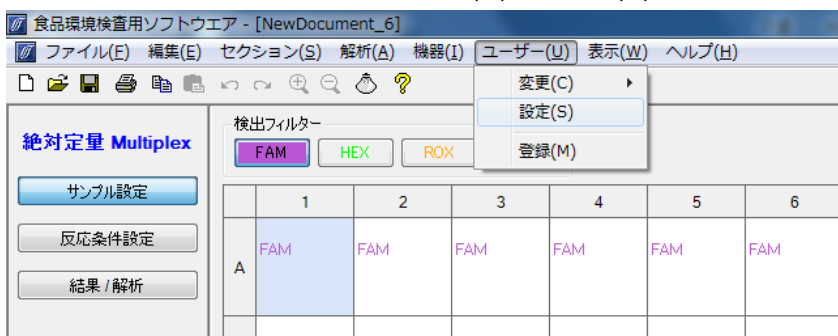 食品環境検査用ソフトウエア - [NewDocument_6]
ファイル(F) 編集(E) セクション(S) 解析(A) 機器(I) ユーザー(U) 表示(W) ヘルプ(H)
変更(C)
設定(S)
登録(M)
絶対定量 Multiplex
サンプル設定
反応条件設定
結果 / 解析
検出フィルター
FAM HEX ROX
1 2 3 4 5 6
A FAM FAM FAM FAM FAM FAM